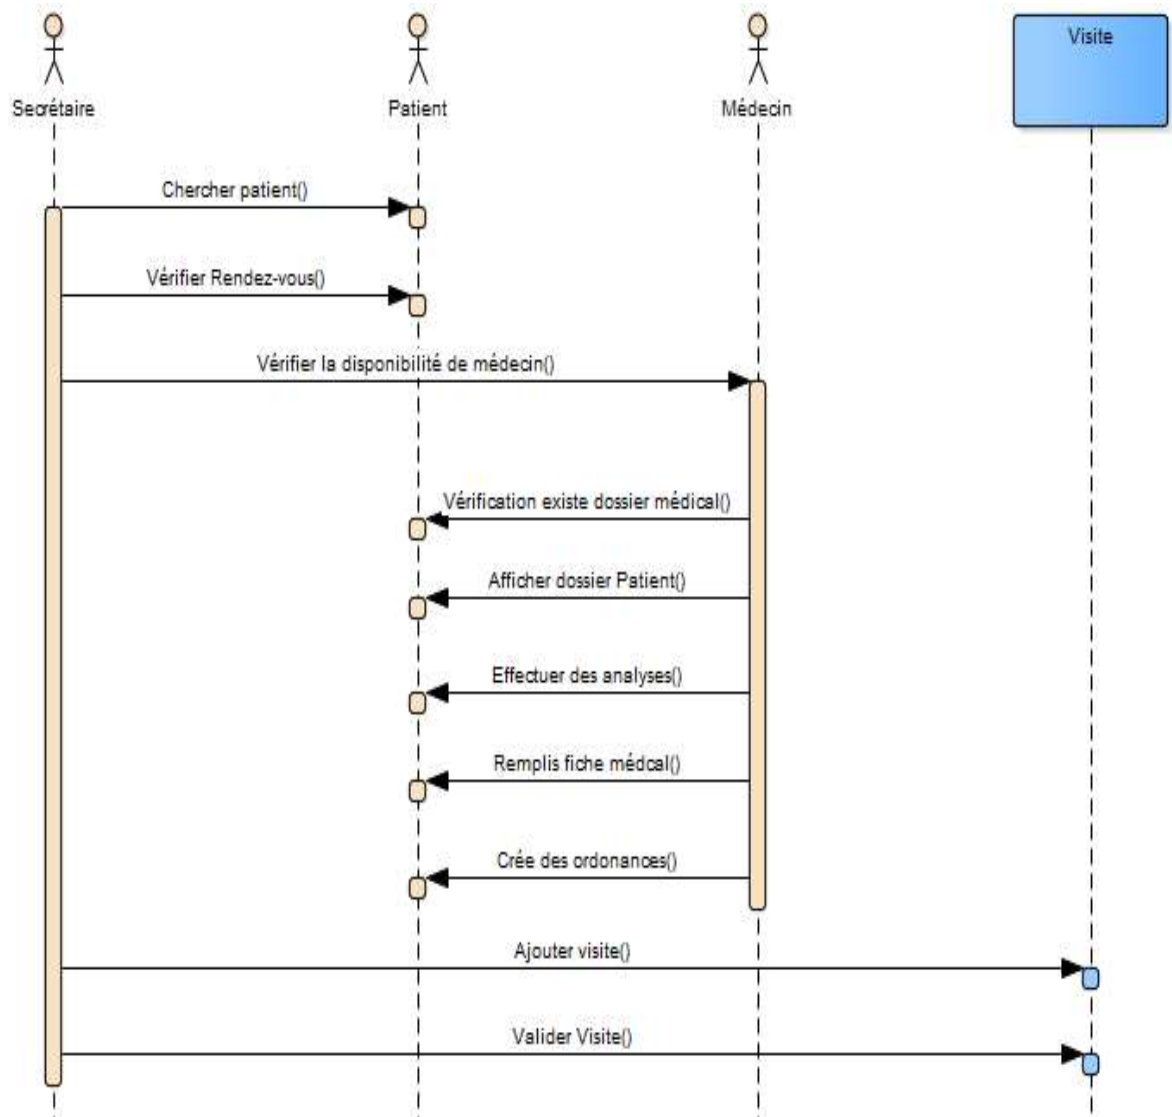 Visite
Secrétaire
Patient
Médecin
Chercher patient()
Vérifier Rendez-vous()
Vérifier la disponibilité de médecin()
Vérification existe dossier médical()
Afficher dossier Patient()
Effectuer des analyses()
Remplis fiche médcal()
Crée des ordonances()
Ajouter visite()
Valider Visite()